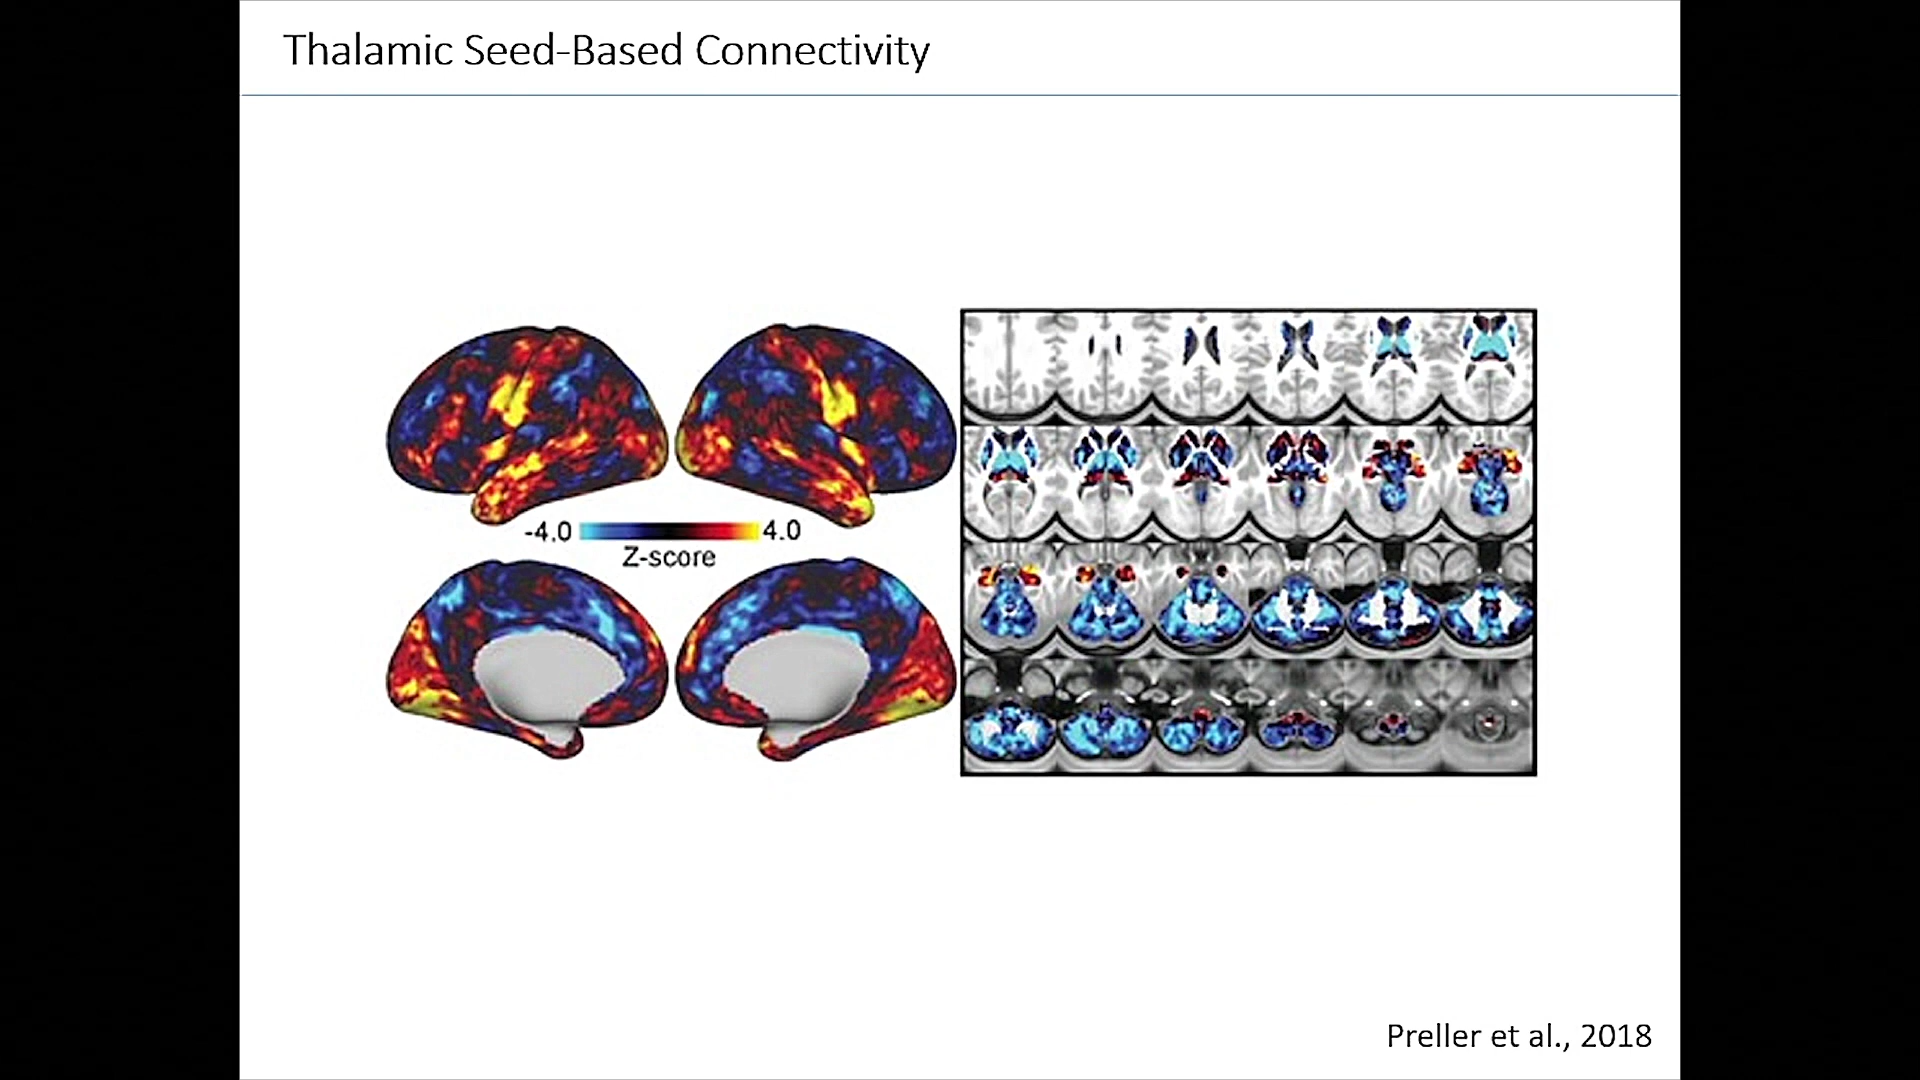 Thalamic Seed-Based Connectivity
-4.0 4.0
Z-score
Preller et al., 2018